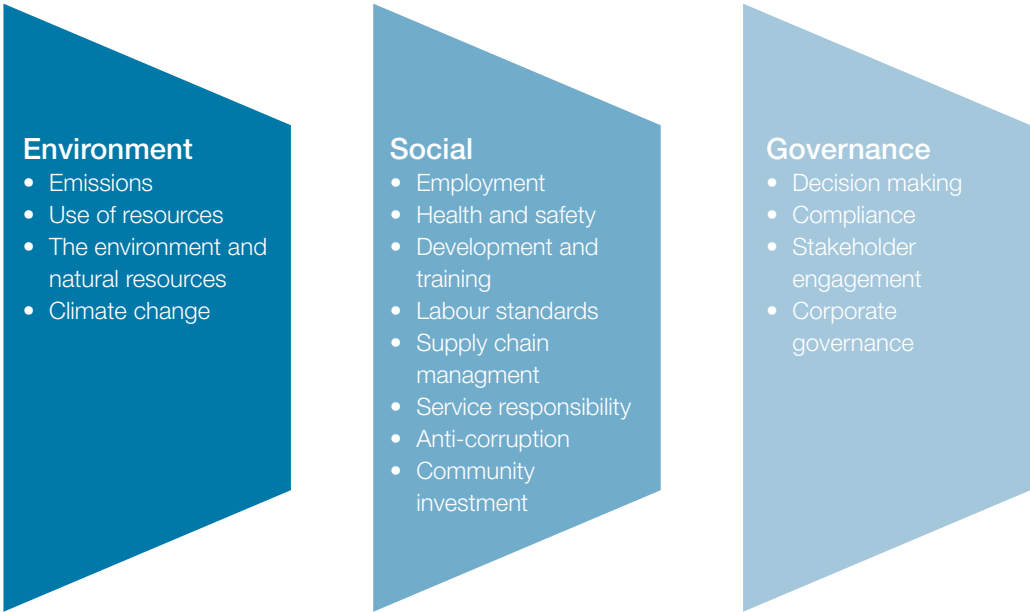 Environment
• Emissions
• Use of resources
• The environment and
natural resources
• Climate change
Social
• Employment
• Health and safety
• Development and
training
• Labour standards
• Supply chain
managment
• Service responsibility
• Anti-corruption
• Community
investment
Governance
• Decision making
• Compliance
• Stakeholder
engagement
• Corporate
governance